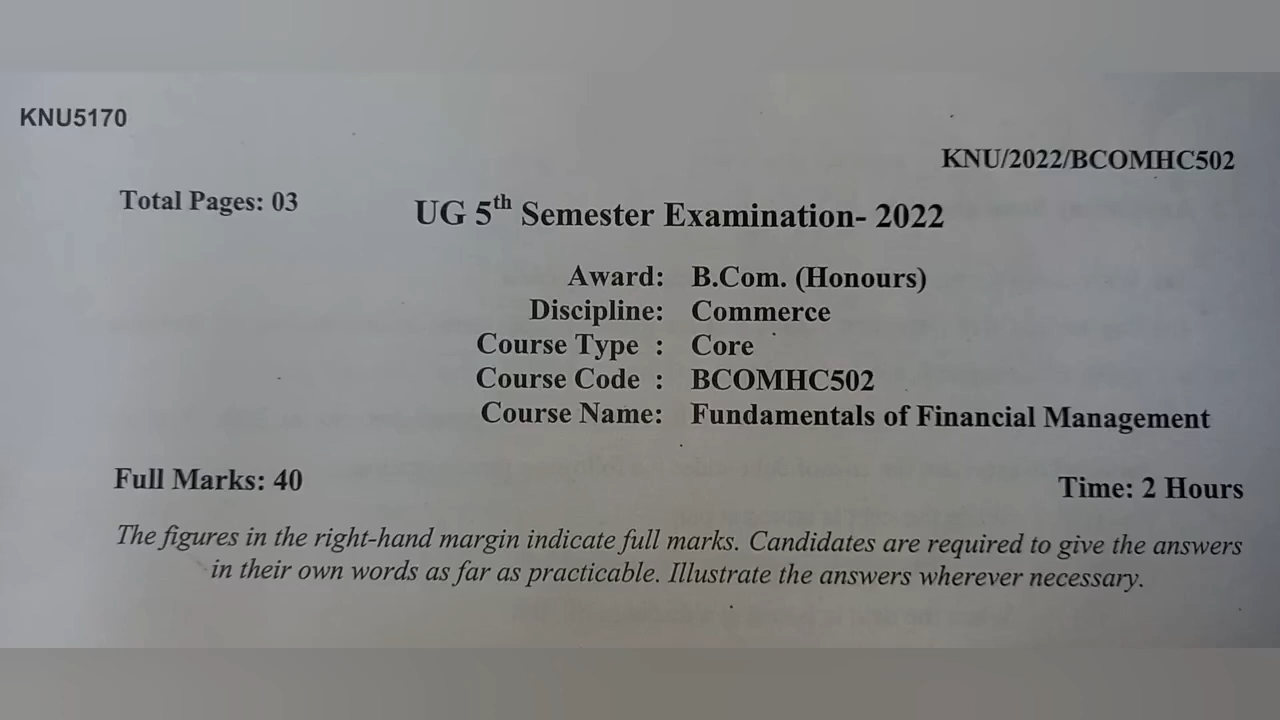 KNU5170
KNU/2022/BCOMHC502
Total Pages: 03
UG 5th Semester Examination- 2022
Award: B.Com. (Honours)
Discipline: Commerce
Course Type : Core
Course Code : BCOMHC502
Course Name: Fundamentals of Financial Management
Full Marks: 40 Time: 2 Hours
The figures in the right-hand margin indicate full marks. Candidates are required to give the answers
in their own words as far as practicable. Illustrate the answers wherever necessary.